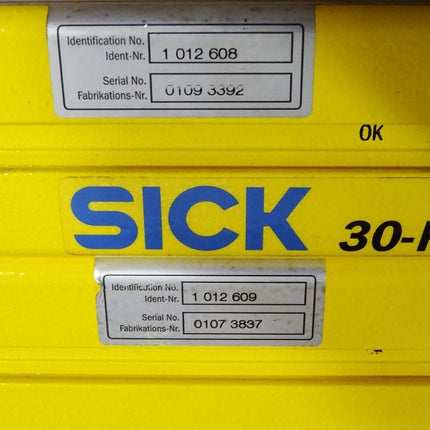 Identification No.
Ident-Nr. 1 012 608
Serial No.
Fabrikations-Nr. 0109 3392
OK
SICK 30-
Identification No.
Ident-Nr. 1 012 609
Serial No.
Fabrikations-Nr. 0107 3837